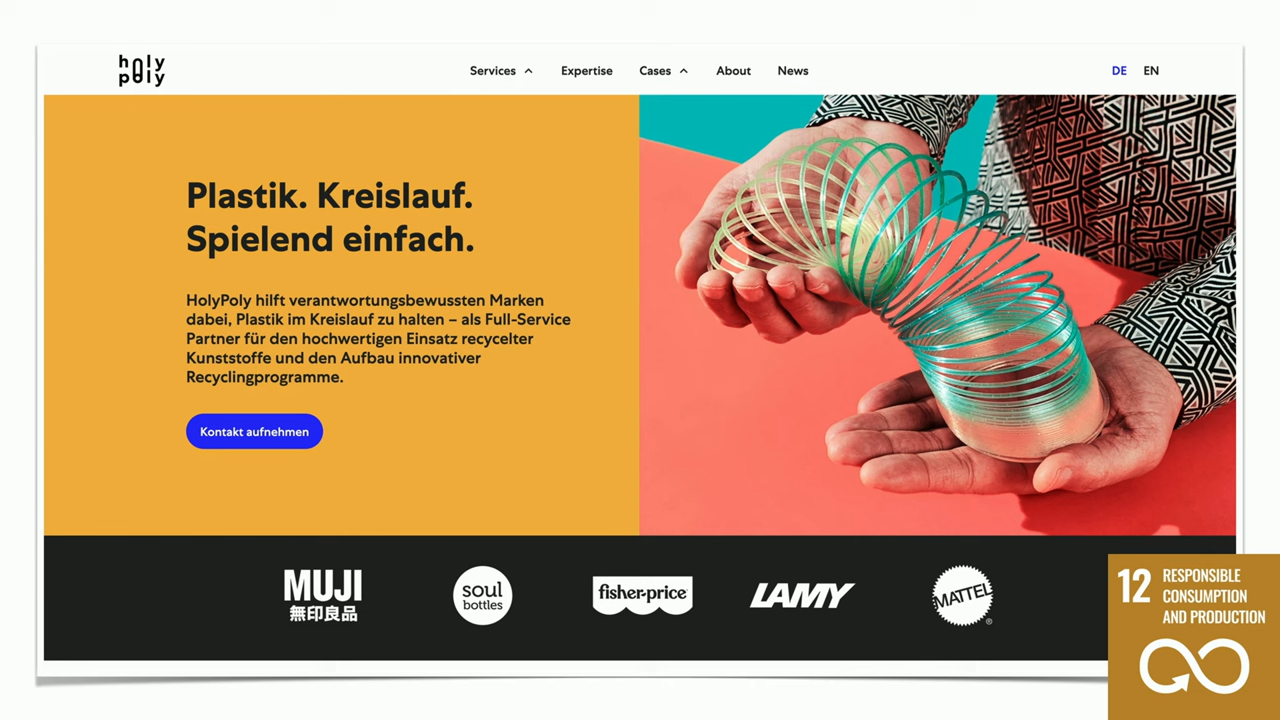 holy
poly
Services
Expertise
Cases
About
News
DE
EN
Plastik. Kreislauf.
Spielend einfach.
HolyPoly hilft verantwortungsbewussten Marken
dabei, Plastik im Kreislauf zu halten – als Full-Service
Partner für den hochwertigen Einsatz recycelter
Kunststoffe und den Aufbau innovativer
Recyclingprogramme.
Kontakt aufnehmen
MUJI
無印良品
soul
bottles
fisher-price
LAMY
MATTEL
®
12
RESPONSIBLE
CONSUMPTION
AND PRODUCTION